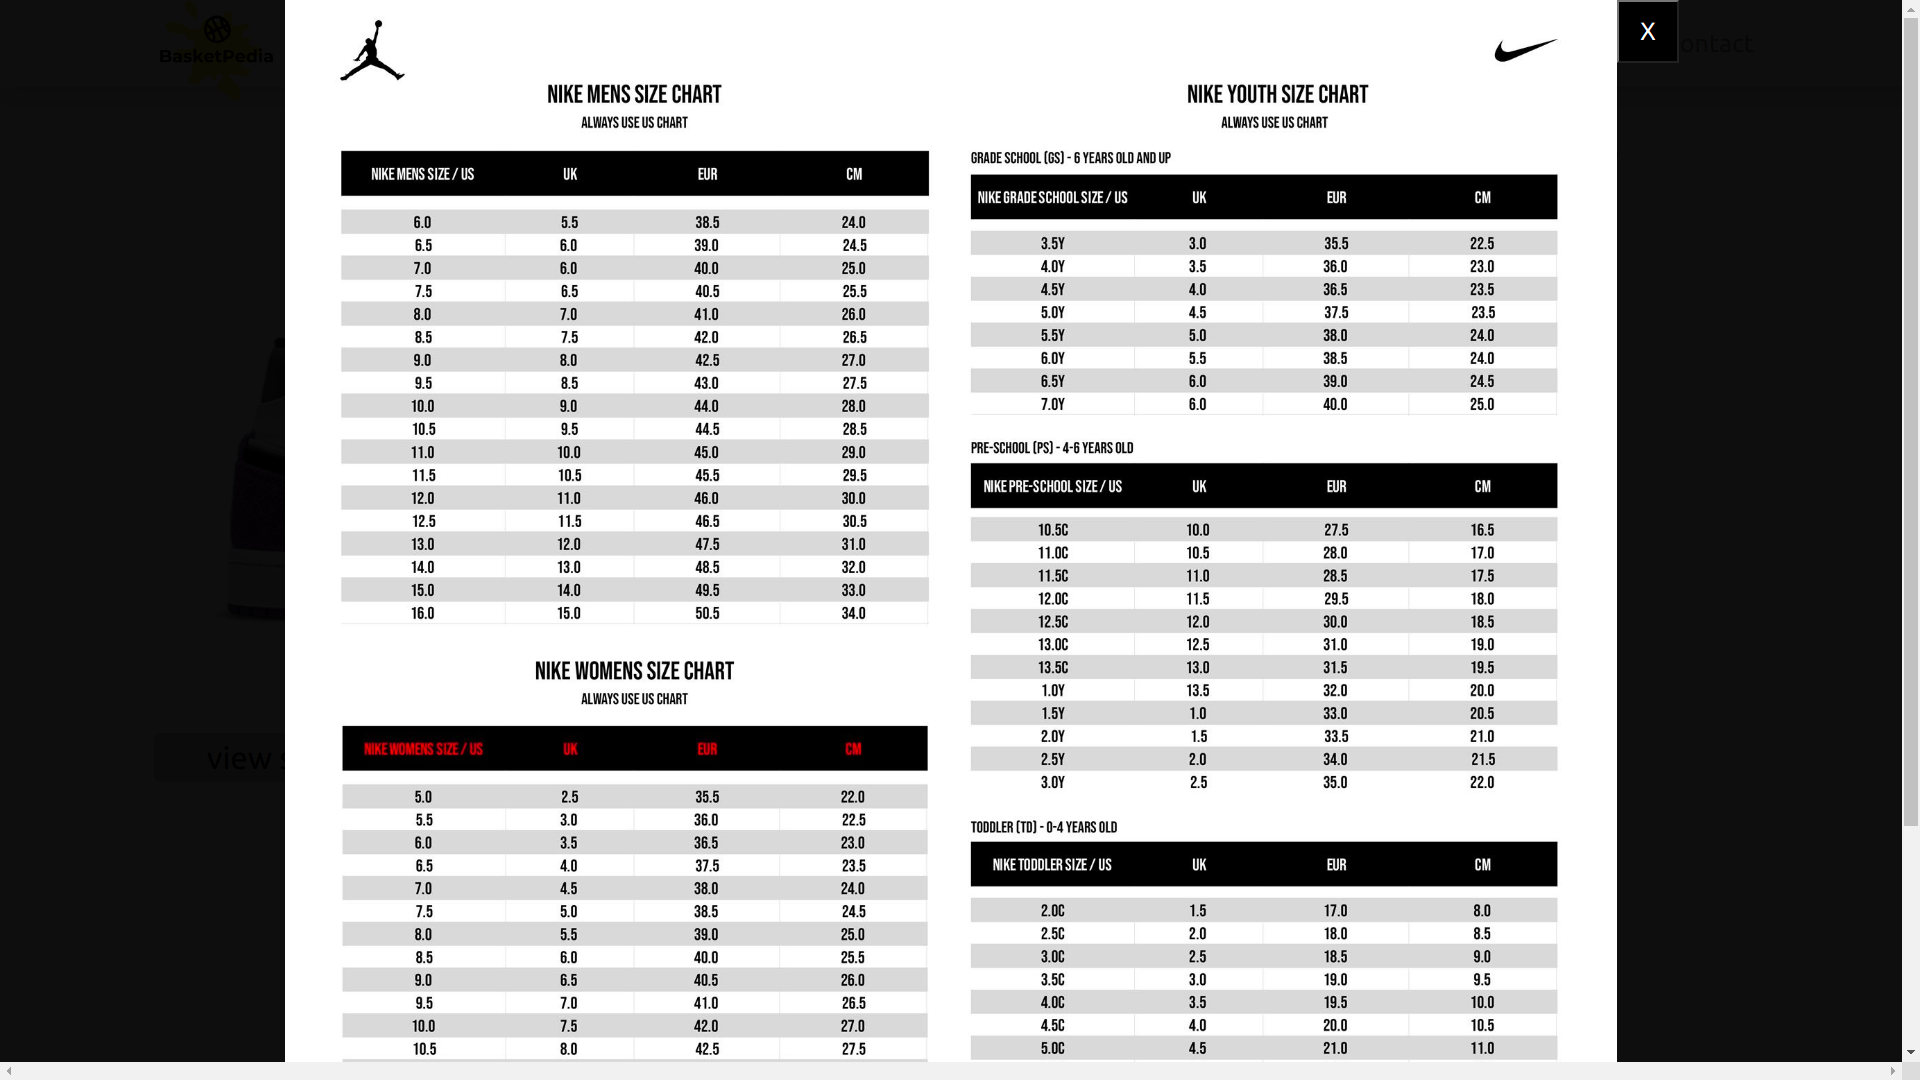 BasketPedia
X
ontact
NIKE MENS SIZE CHART
ALWAYS USE US CHART
NIKE MENS SIZE / US UK EUR CM
6.0 5.5 38.5 24.0
6.5 6.0 39.0 24.5
7.0 6.0 40.0 25.0
7.5 6.5 40.5 25.5
8.0 7.0 41.0 26.0
8.5 7.5 42.0 26.5
9.0 8.0 42.5 27.0
9.5 8.5 43.0 27.5
10.0 9.0 44.0 28.0
10.5 9.5 44.5 28.5
11.0 10.0 45.0 29.0
11.5 10.5 45.5 29.5
12.0 11.0 46.0 30.0
12.5 11.5 46.5 30.5
13.0 12.0 47.5 31.0
14.0 13.0 48.5 32.0
15.0 14.0 49.5 33.0
16.0 15.0 50.5 34.0
NIKE WOMENS SIZE CHART
ALWAYS USE US CHART
NIKE WOMENS SIZE / US UK EUR CM
5.0 2.5 35.5 22.0
5.5 3.0 36.0 22.5
6.0 3.5 36.5 23.0
6.5 4.0 37.5 23.5
7.0 4.5 38.0 24.0
7.5 5.0 38.5 24.5
8.0 5.5 39.0 25.0
8.5 6.0 40.0 25.5
9.0 6.5 40.5 26.0
9.5 7.0 41.0 26.5
10.0 7.5 42.0 27.0
10.5 8.0 42.5 27.5
NIKE YOUTH SIZE CHART
ALWAYS USE US CHART
GRADE SCHOOL (GS) - 6 YEARS OLD AND UP
NIKE GRADE SCHOOL SIZE / US UK EUR CM
3.5Y 3.0 35.5 22.5
4.0Y 3.5 36.0 23.0
4.5Y 4.0 36.5 23.5
5.0Y 4.5 37.5 23.5
5.5Y 5.0 38.0 24.0
6.0Y 5.5 38.5 24.0
6.5Y 6.0 39.0 24.5
7.0Y 6.0 40.0 25.0
PRE-SCHOOL (PS) - 4-6 YEARS OLD
NIKE PRE-SCHOOL SIZE / US UK EUR CM
10.5C 10.0 27.5 16.5
11.0C 10.5 28.0 17.0
11.5C 11.0 28.5 17.5
12.0C 11.5 29.5 18.0
12.5C 12.0 30.0 18.5
13.0C 12.5 31.0 19.0
13.5C 13.0 31.5 19.5
1.0Y 13.5 32.0 20.0
1.5Y 1.0 33.0 20.5
2.0Y 1.5 33.5 21.0
2.5Y 2.0 34.0 21.5
3.0Y 2.5 35.0 22.0
TODDLER (TD) - 0-4 YEARS OLD
NIKE TODDLER SIZE / US UK EUR CM
2.0C 1.5 17.0 8.0
2.5C 2.0 18.0 8.5
3.0C 2.5 18.5 9.0
3.5C 3.0 19.0 9.5
4.0C 3.5 19.5 10.0
4.5C 4.0 20.0 10.5
5.0C 4.5 21.0 11.0
view s